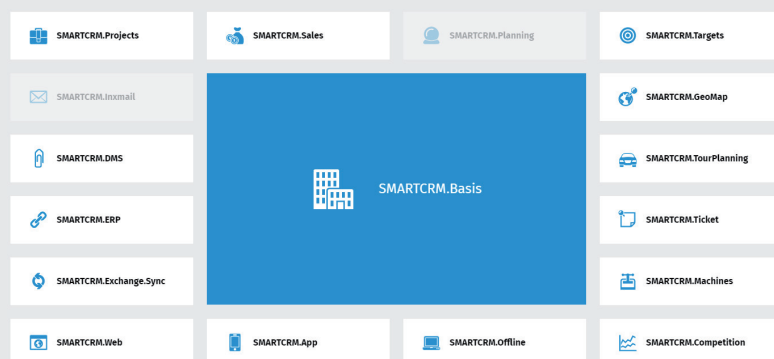 SMARTCRM.Projects
SMARTCRM.Sales
SMARTCRM.Planning
SMARTCRM.Targets
SMARTCRM.Inxmail
SMARTCRM.GeoMap
SMARTCRM.DMS
SMARTCRM.Basis
SMARTCRM.TourPlanning
SMARTCRM.ERP
SMARTCRM.Ticket
SMARTCRM.Exchange.Sync
SMARTCRM.Machines
SMARTCRM.Web
SMARTCRM.App
SMARTCRM.Offline
SMARTCRM.Competition